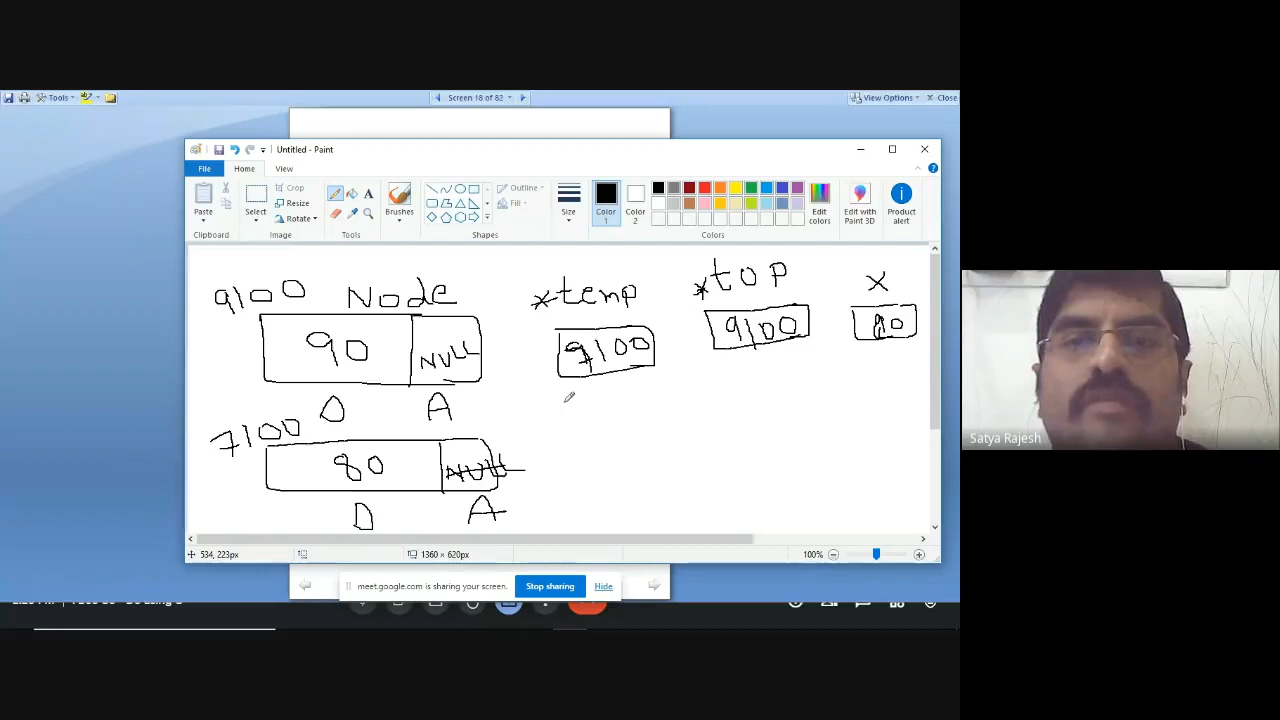 Tools
Screen 18 of 82
View Options
Close
Untitled - Paint
File
Home
View
Paste
Select
Crop
Resize
Rotate
Brushes
Outline
Fill
Size
Color 1
Color 2
Edit colors
Edit with Paint 3D
Product alert
Clipboard
Image
Tools
Shapes
Colors
9100 Node *temp *top X
90 NULL 7100 9100 80
D A
7100
80 NULL
D A
534, 223px
1360 × 620px
100%
meet.google.com is sharing your screen.
Stop sharing
Hide
Satya Rajesh